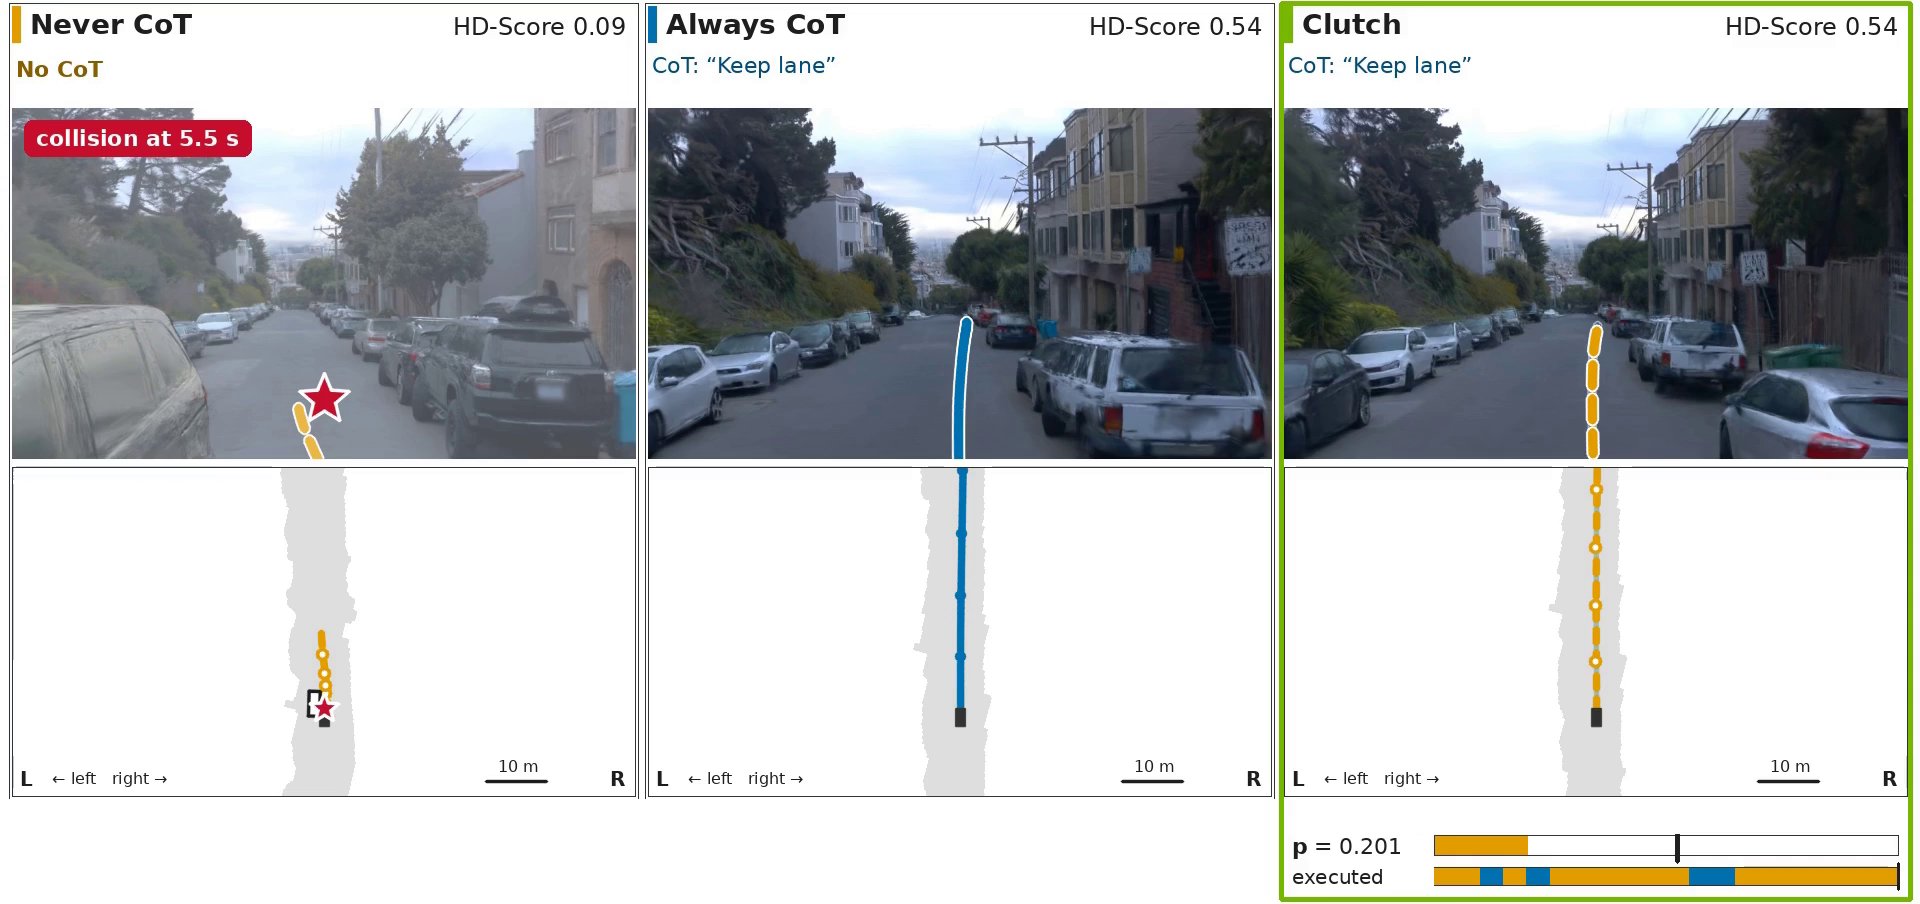 Never CoT
HD-Score 0.09
No CoT
collision at 5.5 s
L ← left right → 10 m R
Always CoT
HD-Score 0.54
CoT: “Keep lane”
L ← left right → 10 m R
Clutch
HD-Score 0.54
CoT: “Keep lane”
L ← left right → 10 m R
p = 0.201
executed